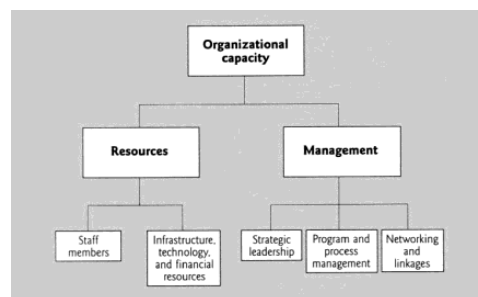 Organizational
capacity
Resources
Management
Staff
members
Infrastructure,
technology,
and financial
resources
Strategic
leadership
Program and
process
management
Networking
and
linkages